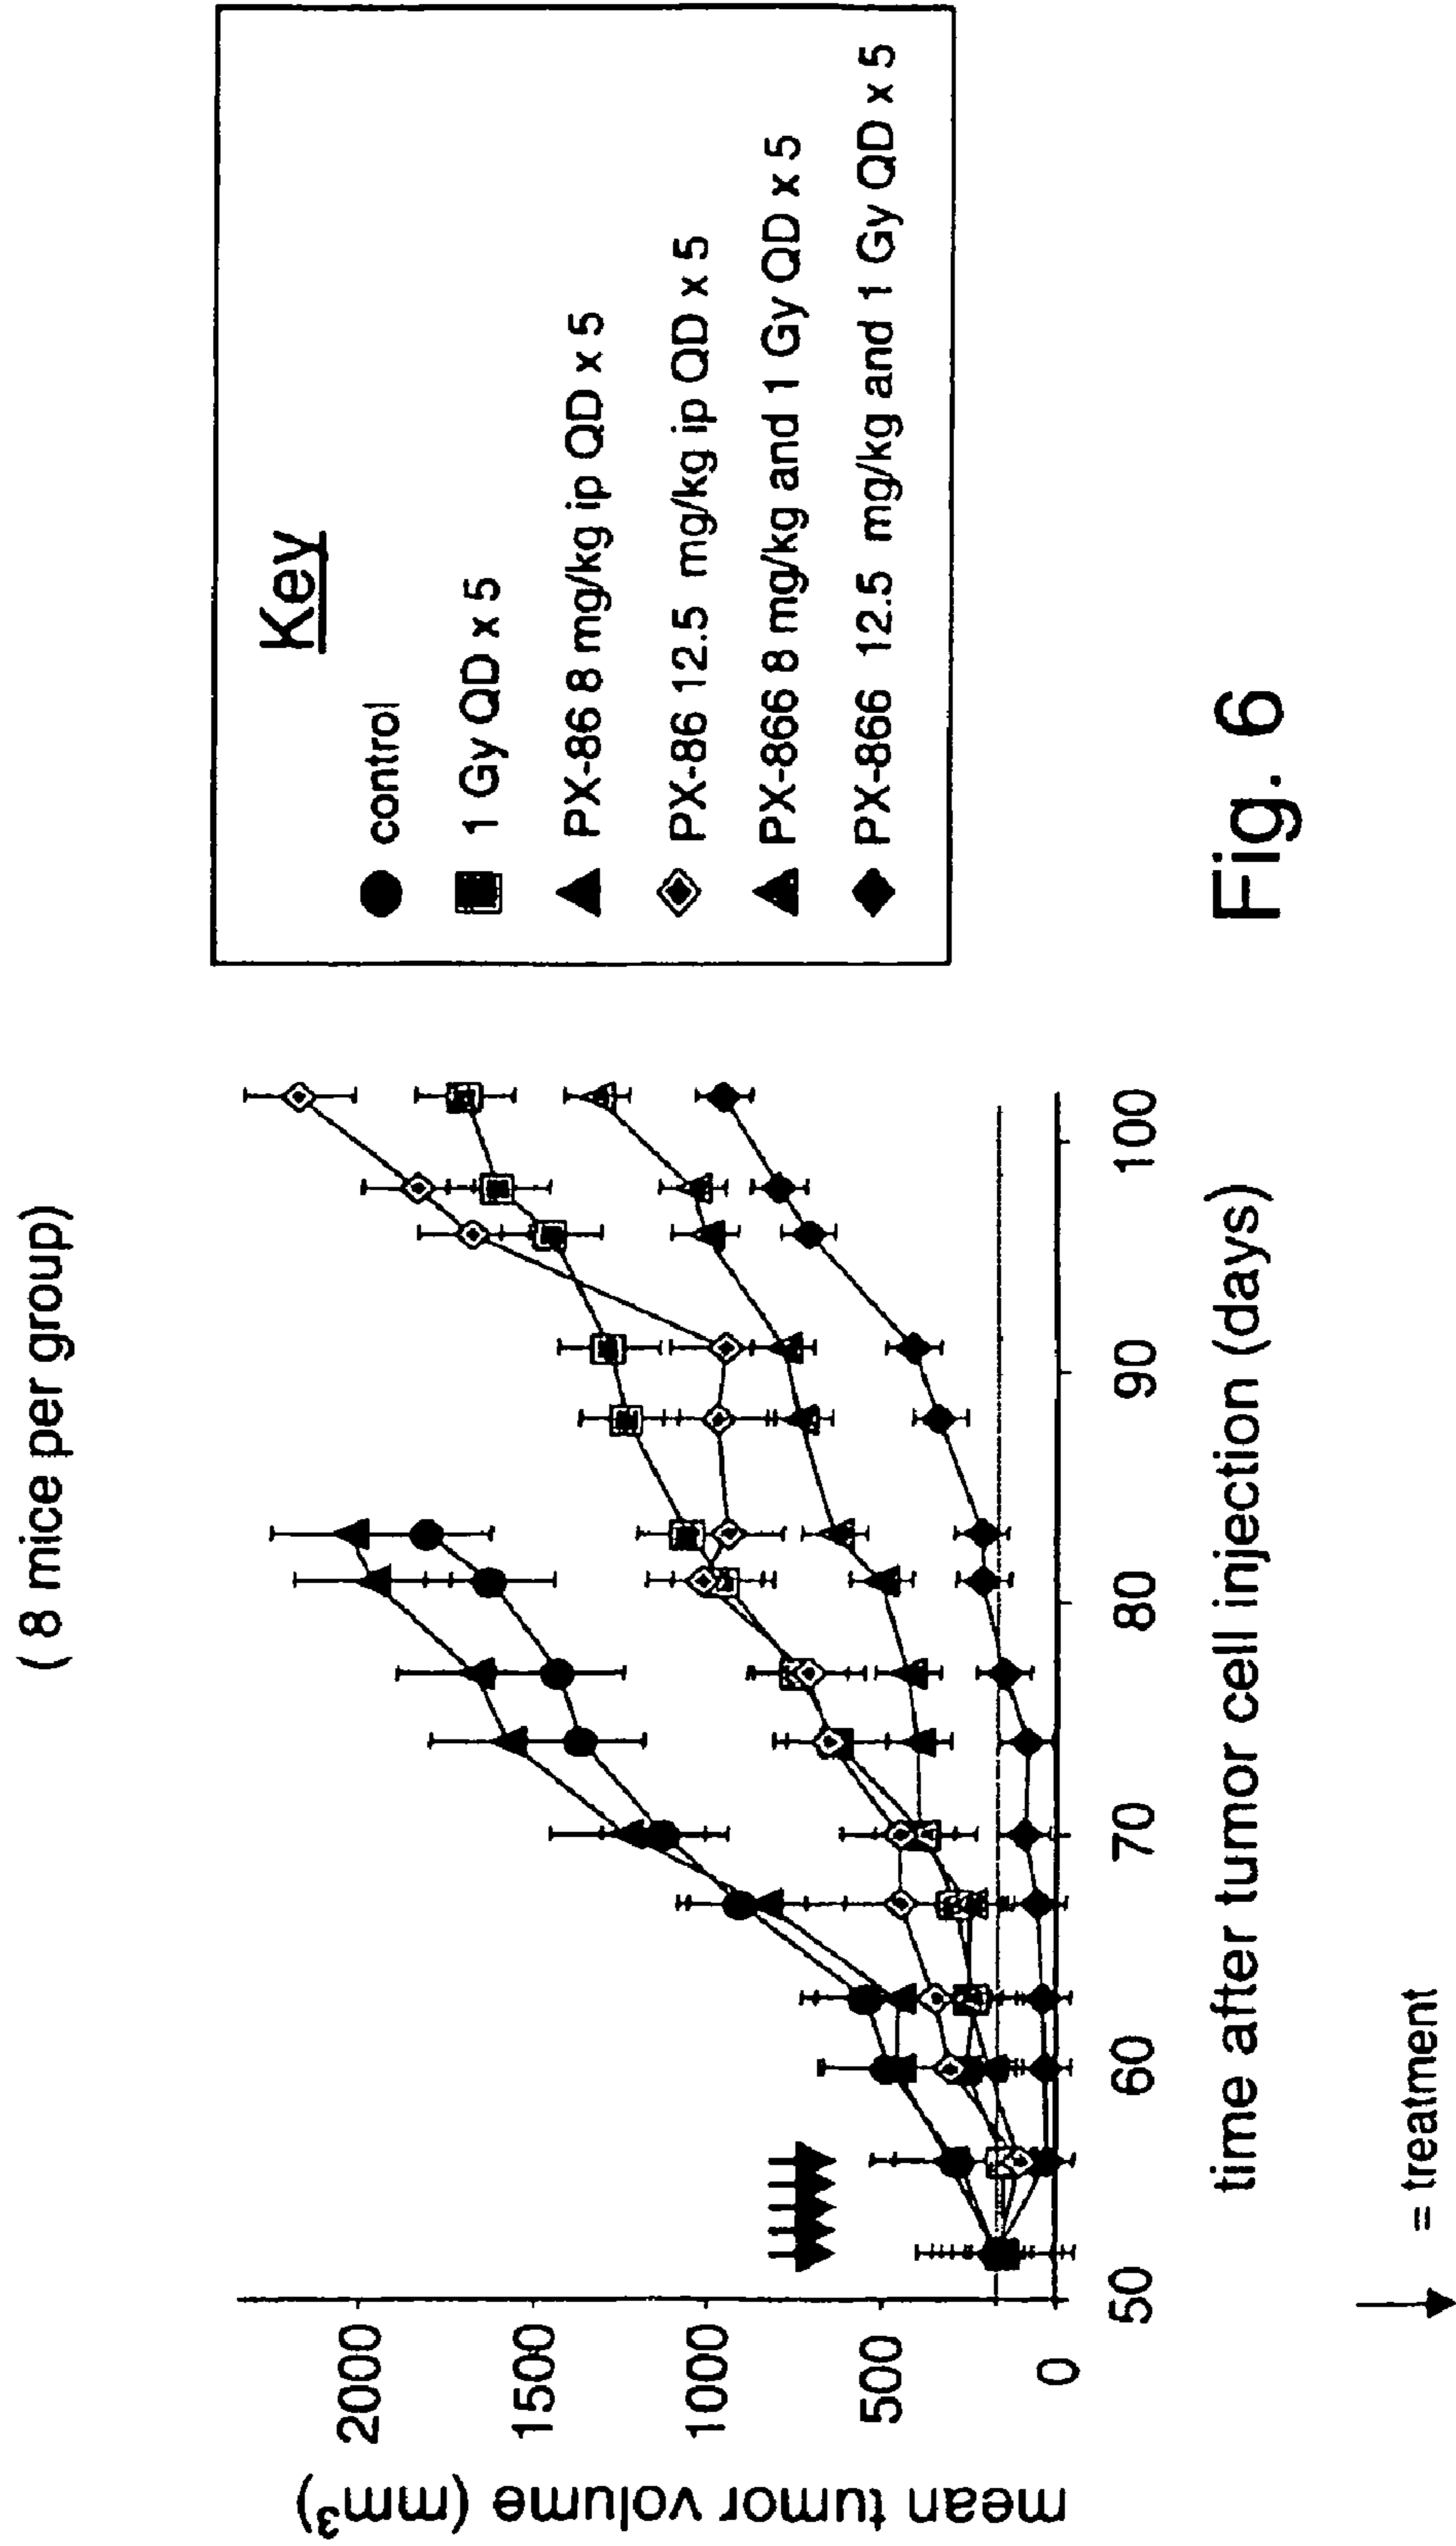 ( 8 mice per group)
mean tumor volume (mm³)
2000
1500
1000
500
0
50
60
70
80
90
100
time after tumor cell injection (days)
= treatment
Key
control
1 Gy QD x 5
PX-86 8 mg/kg ip QD x 5
PX-86 12.5 mg/kg ip QD x 5
PX-866 8 mg/kg and 1 Gy QD x 5
PX-866 12.5 mg/kg and 1 Gy QD x 5
Fig. 6